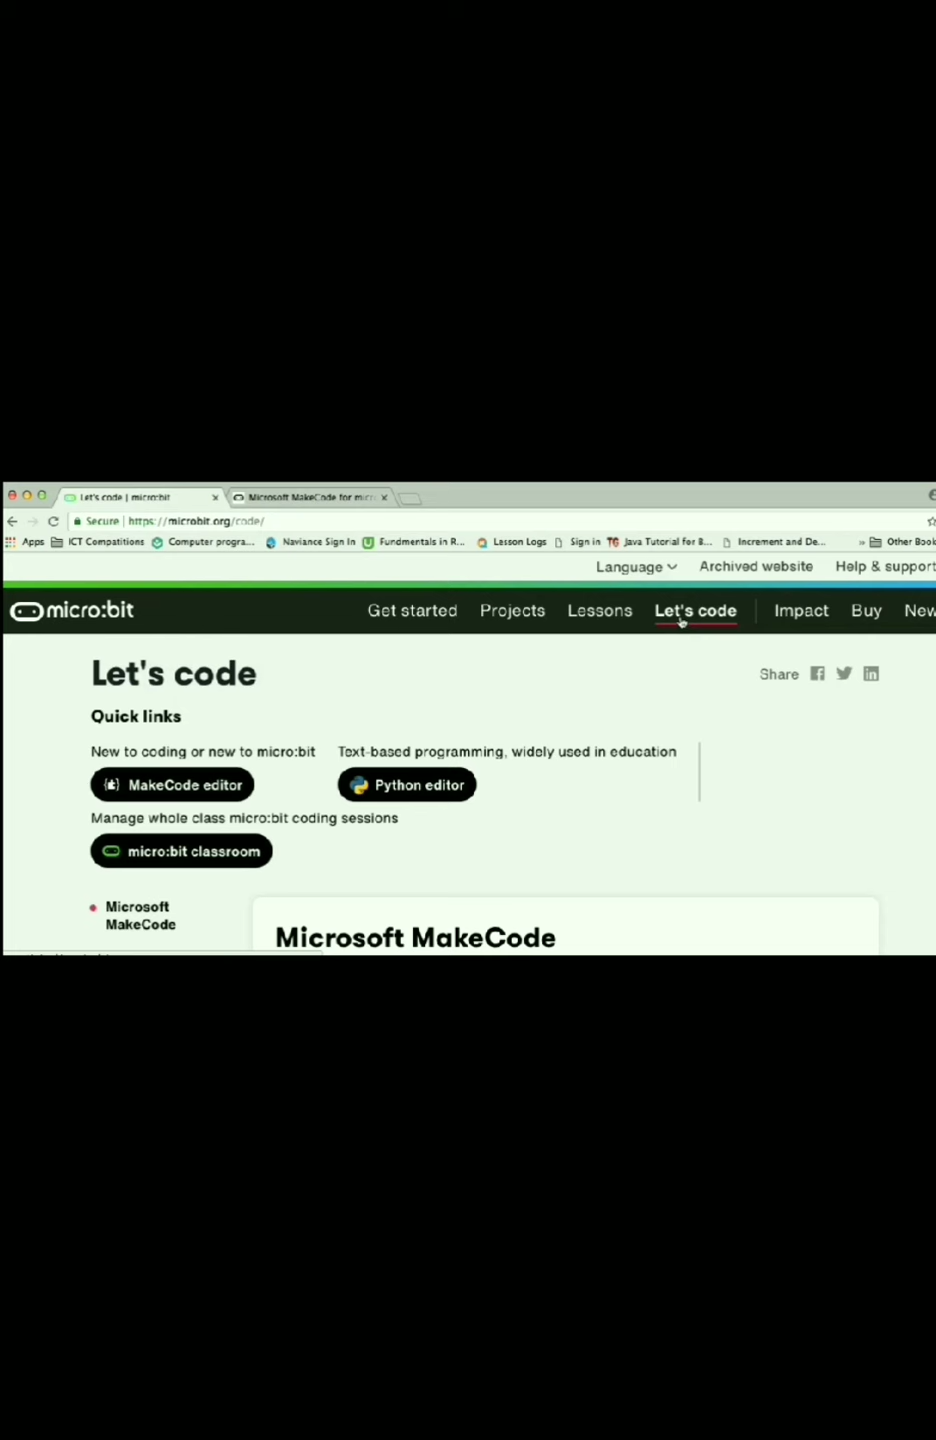 Let's code | micro:bit
Microsoft MakeCode for micr
Secure | https://microbit.org/code/
Apps ICT Compatitions Computer progra... Naviance Sign In Fundmentals in R... Lesson Logs Sign in Java Tutorial for B... Increment and De... » Other Book
Language Archived website Help & support
micro:bit Get started Projects Lessons Let's code Impact Buy New
Let's code
Share
Quick links
New to coding or new to micro:bit Text-based programming, widely used in education
MakeCode editor Python editor
Manage whole class micro:bit coding sessions
micro:bit classroom
Microsoft
MakeCode
Microsoft MakeCode